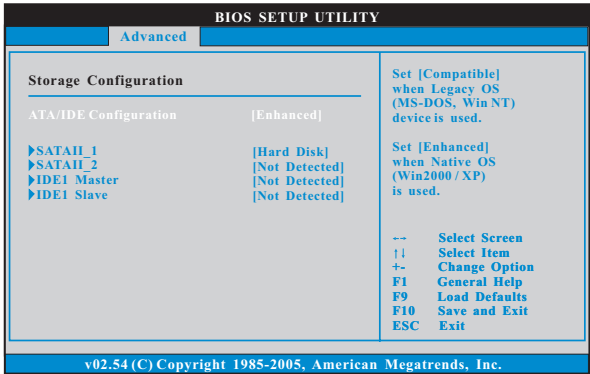 BIOS SETUP UTILITY
Advanced
Storage Configuration
ATA/IDE Configuration [Enhanced]
SATAII_1 [Hard Disk]
SATAII_2 [Not Detected]
IDE1 Master [Not Detected]
IDE1 Slave [Not Detected]
Set [Compatible]
when Legacy OS
(MS-DOS, Win NT)
device is used.
Set [Enhanced]
when Native OS
(Win2000 / XP)
is used.
←→ Select Screen
↑↓ Select Item
+- Change Option
F1 General Help
F9 Load Defaults
F10 Save and Exit
ESC Exit
v02.54 (C) Copyright 1985-2005, American Megatrends, Inc.